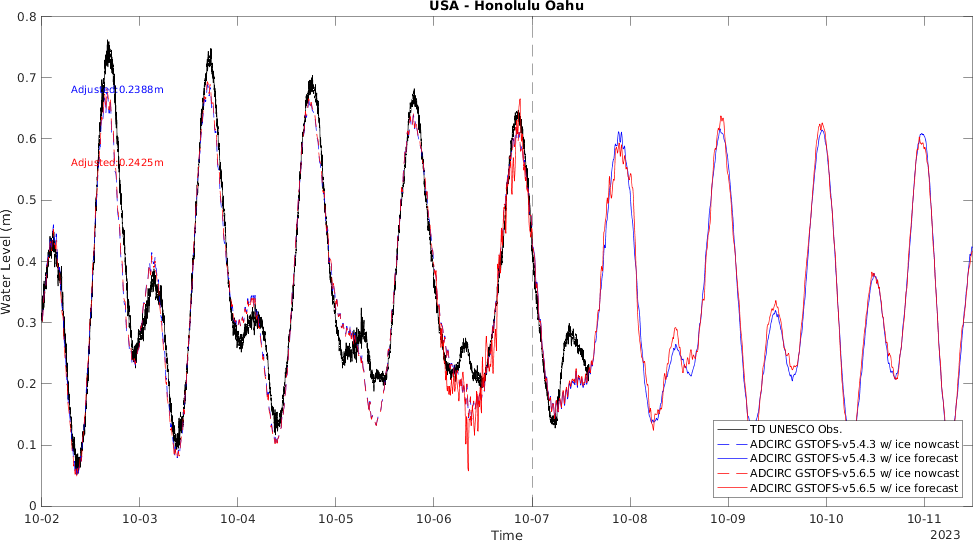 USA - Honolulu Oahu
0.8
0.7
0.6
0.5
0.4
0.3
0.2
0.1
0
Water Level (m)
Adjusted:0.2388m
Adjusted:0.2425m
TD UNESCO Obs.
ADCIRC GSTOFS-v5.4.3 w/ ice nowcast
ADCIRC GSTOFS-v5.4.3 w/ ice forecast
ADCIRC GSTOFS-v5.6.5 w/ ice nowcast
ADCIRC GSTOFS-v5.6.5 w/ ice forecast
10-02 10-03 10-04 10-05 10-06 10-07 10-08 10-09 10-10 10-11
Time
2023